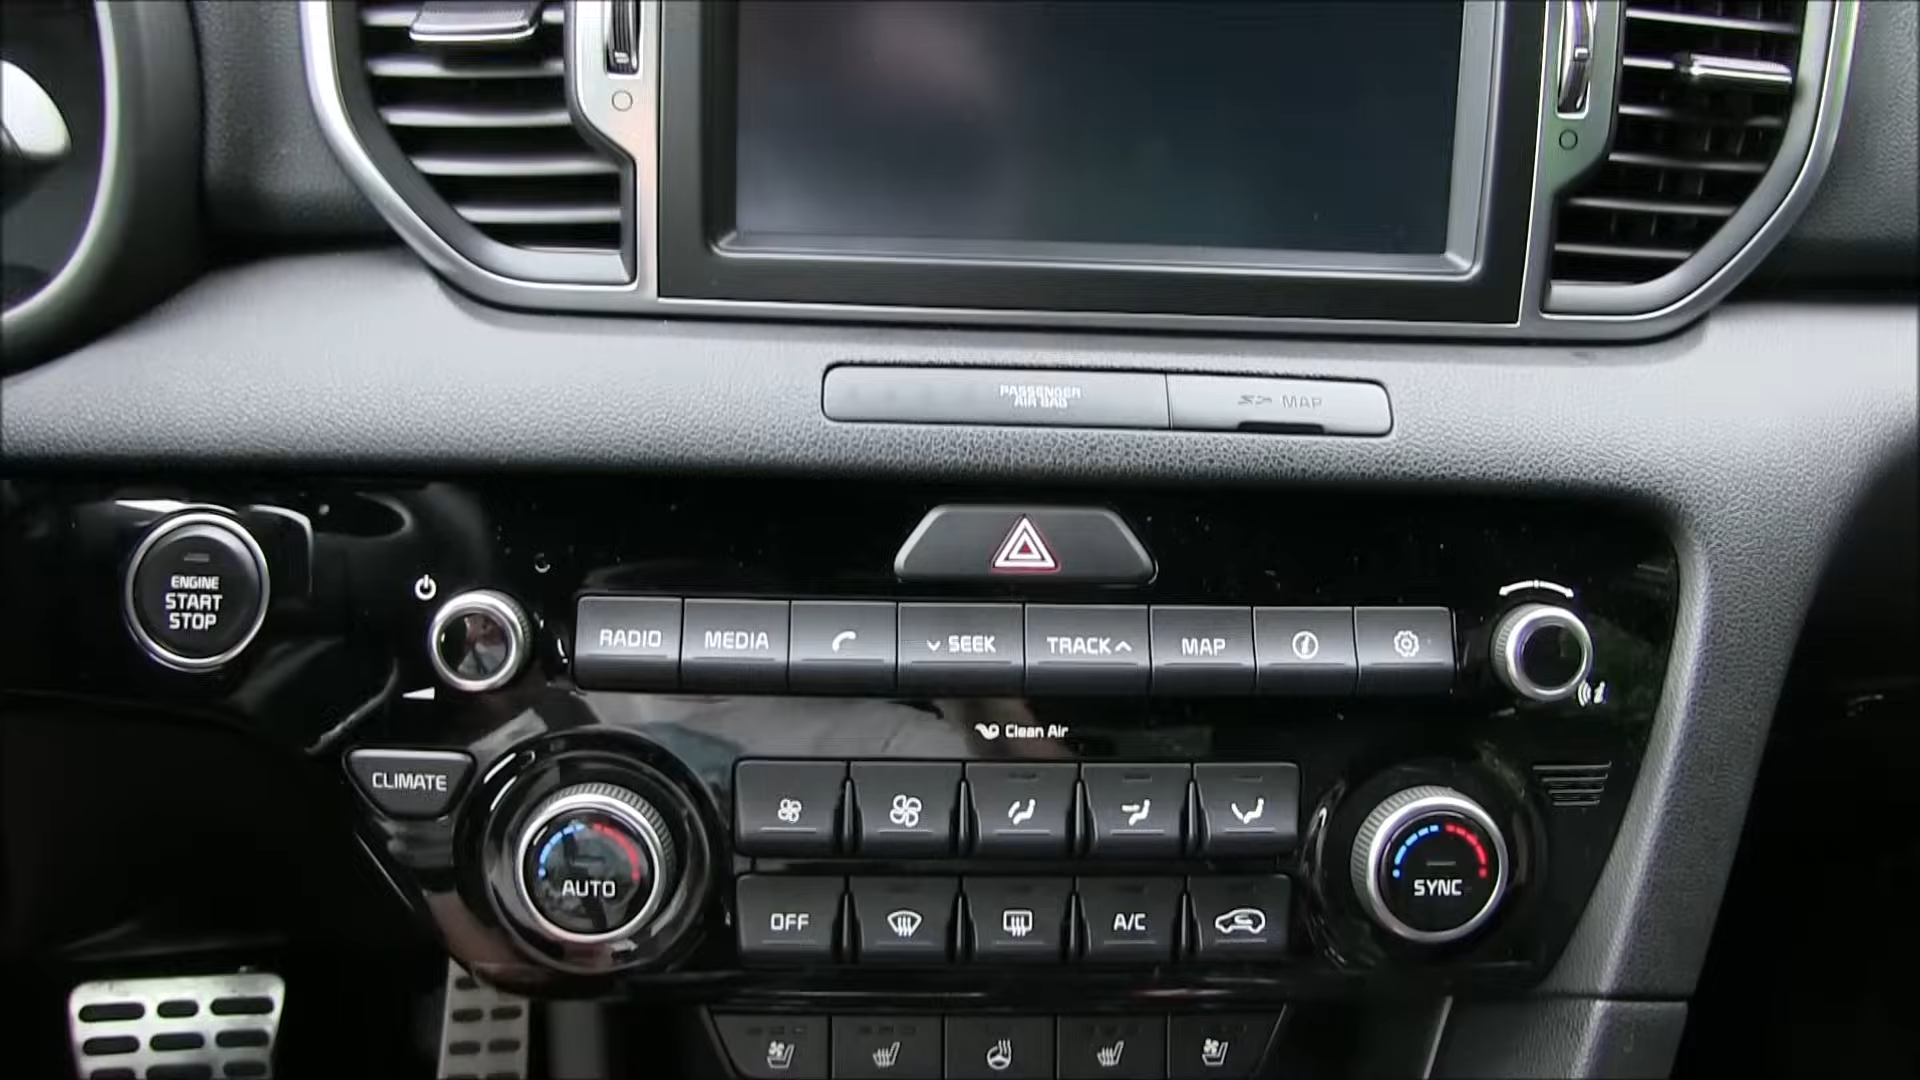 PASSENGER
AIR BAG
MAP
ENGINE
START
STOP
RADIO
MEDIA
SEEK
TRACK
MAP
Clean Air
CLIMATE
AUTO
SYNC
OFF
A/C